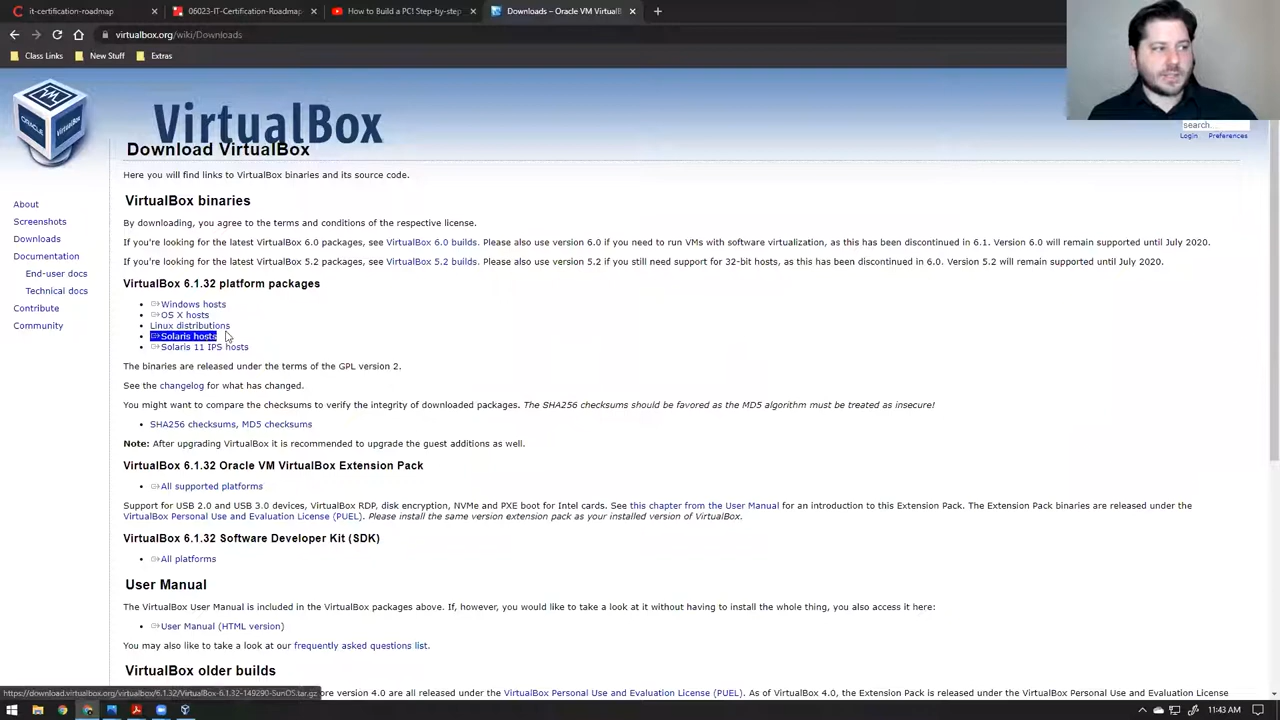 it-certification-roadmap
06023-IT-Certification-Roadmap
How to Build a PC! Step-by-step
Downloads – Oracle VM VirtualBox
virtualbox.org/wiki/Downloads
Class Links
New Stuff
Extras
ORACLE
VM
VirtualBox
VirtualBox
search...
Login
Preferences
Download VirtualBox
Here you will find links to VirtualBox binaries and its source code.
About
Screenshots
Downloads
Documentation
End-user docs
Technical docs
Contribute
Community
VirtualBox binaries
By downloading, you agree to the terms and conditions of the respective license.
If you're looking for the latest VirtualBox 6.0 packages, see VirtualBox 6.0 builds. Please also use version 6.0 if you need to run VMs with software virtualization, as this has been discontinued in 6.1. Version 6.0 will remain supported until July 2020.
If you're looking for the latest VirtualBox 5.2 packages, see VirtualBox 5.2 builds. Please also use version 5.2 if you still need support for 32-bit hosts, as this has been discontinued in 6.0. Version 5.2 will remain supported until July 2020.
VirtualBox 6.1.32 platform packages
Windows hosts
OS X hosts
Linux distributions
Solaris hosts
Solaris 11 IPS hosts
The binaries are released under the terms of the GPL version 2.
See the changelog for what has changed.
You might want to compare the checksums to verify the integrity of downloaded packages. The SHA256 checksums should be favored as the MD5 algorithm must be treated as insecure!
SHA256 checksums, MD5 checksums
Note: After upgrading VirtualBox it is recommended to upgrade the guest additions as well.
VirtualBox 6.1.32 Oracle VM VirtualBox Extension Pack
All supported platforms
Support for USB 2.0 and USB 3.0 devices, VirtualBox RDP, disk encryption, NVMe and PXE boot for Intel cards. See this chapter from the User Manual for an introduction to this Extension Pack. The Extension Pack binaries are released under the
VirtualBox Personal Use and Evaluation License (PUEL). Please install the same version extension pack as your installed version of VirtualBox.
VirtualBox 6.1.32 Software Developer Kit (SDK)
All platforms
User Manual
The VirtualBox User Manual is included in the VirtualBox packages above. If, however, you would like to take a look at it without having to install the whole thing, you also access it here:
User Manual (HTML version)
You may also like to take a look at our frequently asked questions list.
VirtualBox older builds
ore version 4.0 are all released under the VirtualBox Personal Use and Evaluation License (PUEL). As of VirtualBox 4.0, the Extension Pack is released under the VirtualBox Personal Use and Evaluation License
https://download.virtualbox.org/virtualbox/6.1.32/VirtualBox-6.1.32-149290-SunOS.tar.gz
11:43 AM